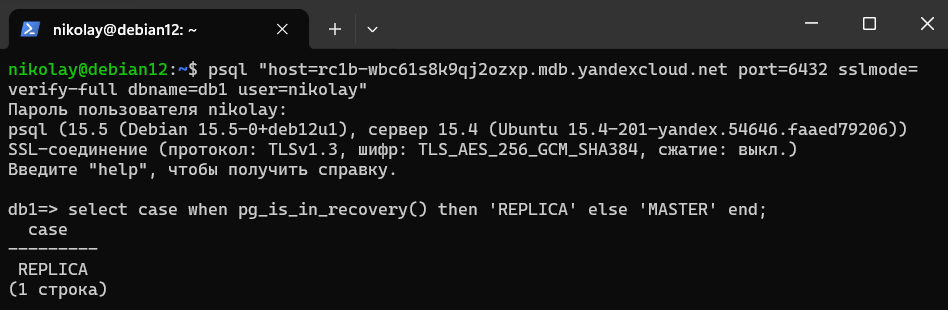 nikolay@debian12: ~
nikolay@debian12:~$ psql "host=rc1b-wbc61s8k9qj2ozxp.mdb.yandexcloud.net port=6432 sslmode=
verify-full dbname=db1 user=nikolay"
Пароль пользователя nikolay:
psql (15.5 (Debian 15.5-0+deb12u1), сервер 15.4 (Ubuntu 15.4-201-yandex.54646.faaed79206))
SSL-соединение (протокол: TLSv1.3, шифр: TLS_AES_256_GCM_SHA384, сжатие: выкл.)
Введите "help", чтобы получить справку.
db1=> select case when pg_is_in_recovery() then 'REPLICA' else 'MASTER' end;
case
---------
REPLICA
(1 строка)